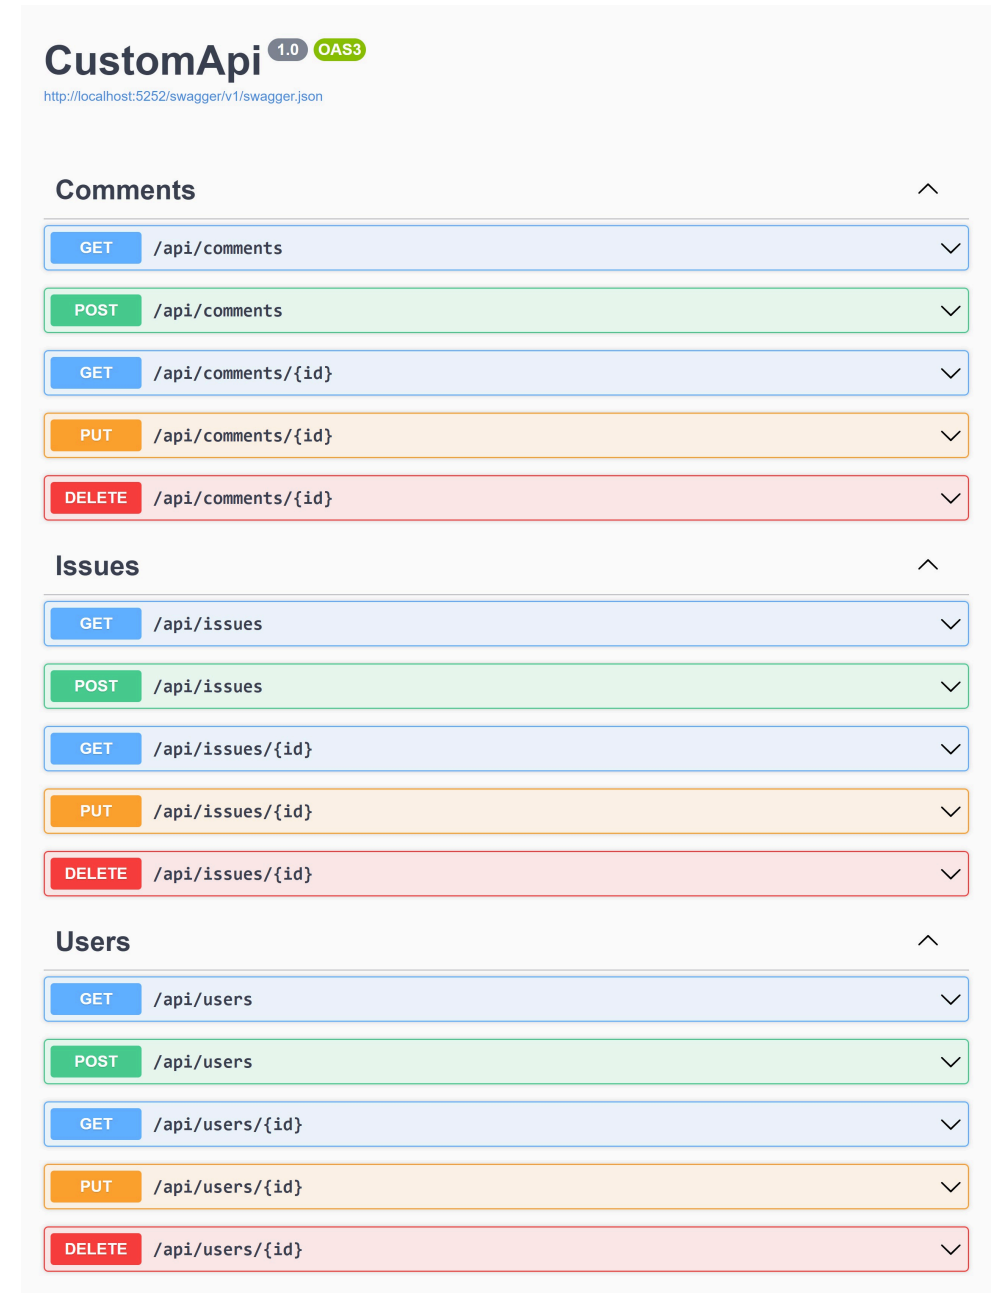 CustomApi 1.0 OAS3
http://localhost:5252/swagger/v1/swagger.json
Comments
GET /api/comments
POST /api/comments
GET /api/comments/{id}
PUT /api/comments/{id}
DELETE /api/comments/{id}
Issues
GET /api/issues
POST /api/issues
GET /api/issues/{id}
PUT /api/issues/{id}
DELETE /api/issues/{id}
Users
GET /api/users
POST /api/users
GET /api/users/{id}
PUT /api/users/{id}
DELETE /api/users/{id}